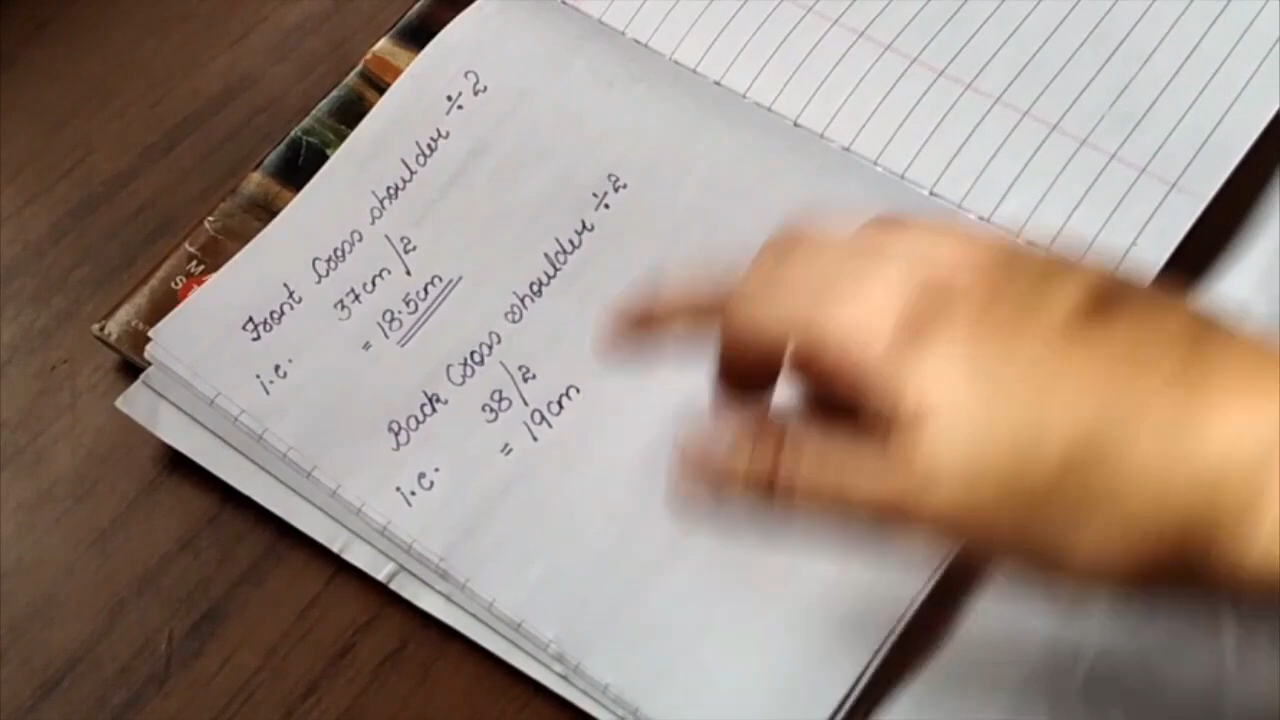 Front Cross shoulder ÷ 2
i.e. 37cm/2
= 18.5cm
Back Cross shoulder ÷ 2
i.e. 38/2
= 19cm